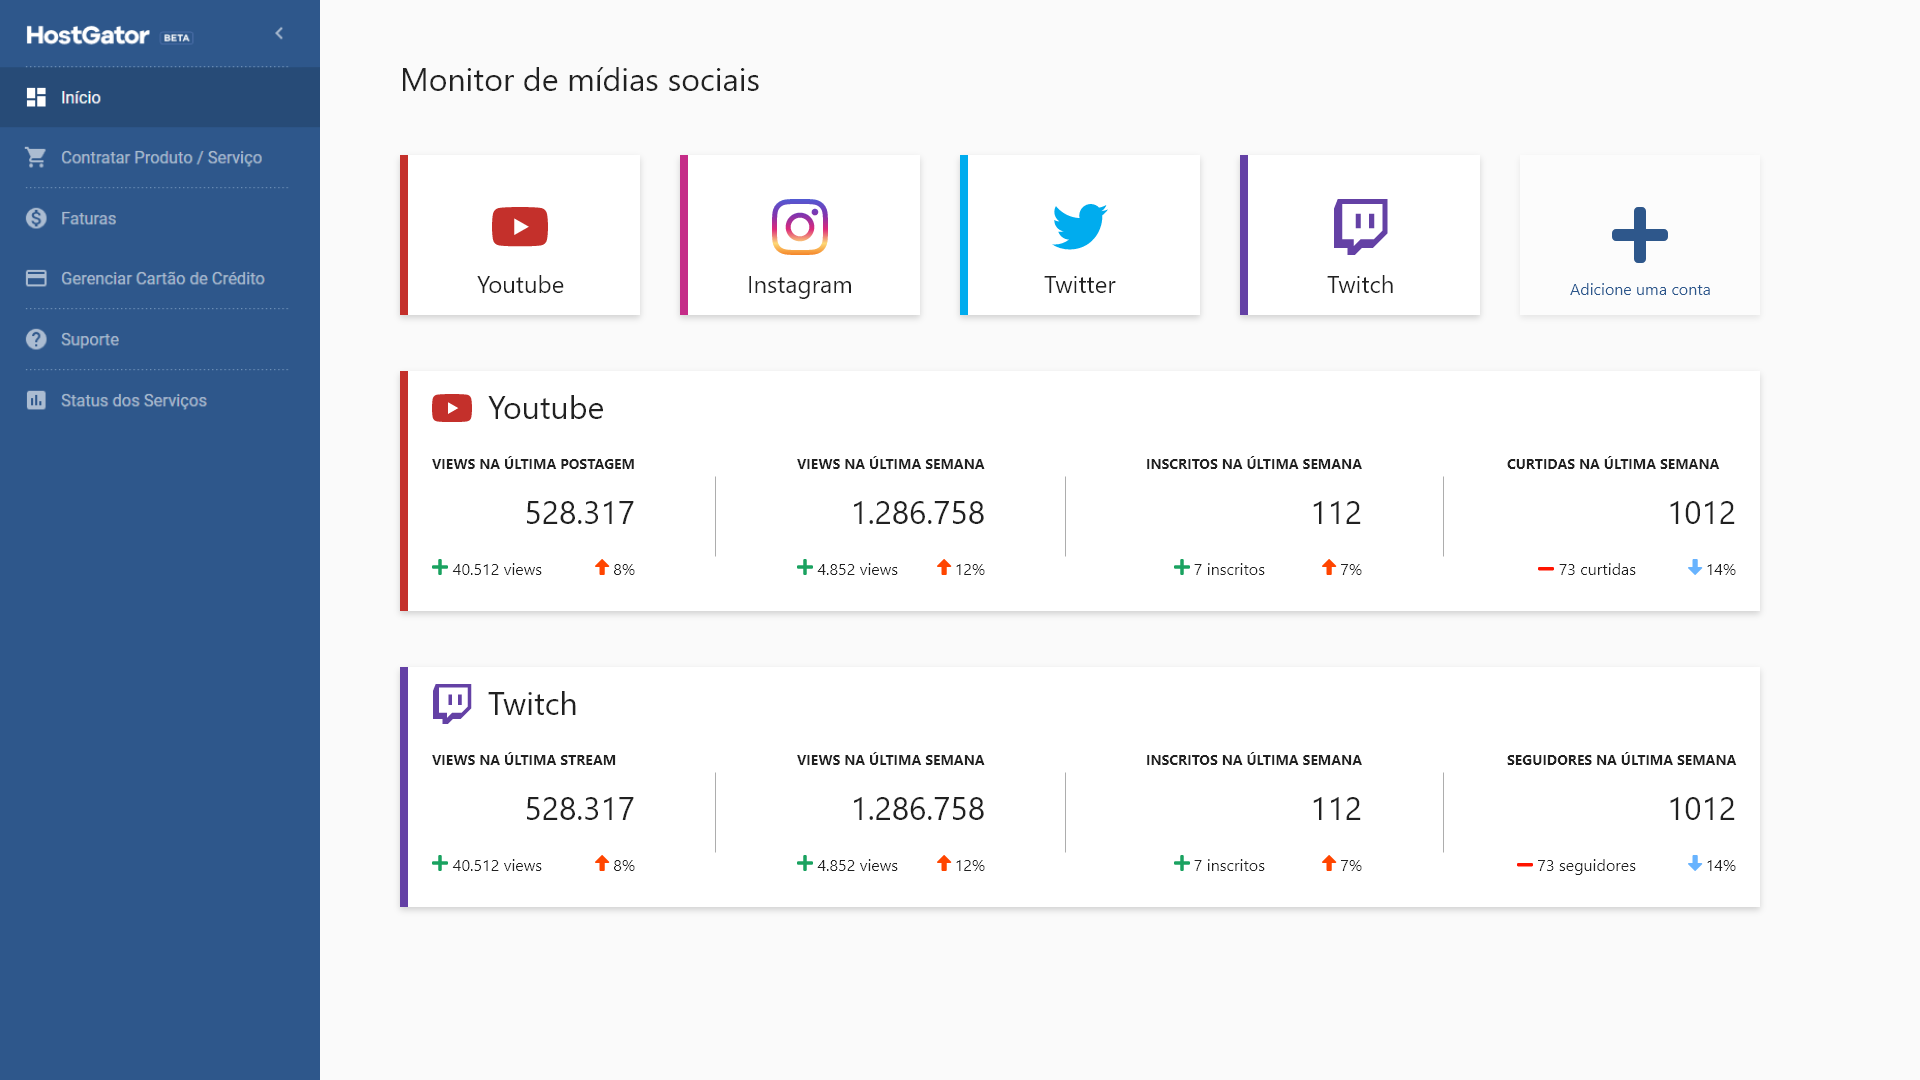 HostGator BETA
Início
Contratar Produto / Serviço
Faturas
Gerenciar Cartão de Crédito
Suporte
Status dos Serviços
Monitor de mídias sociais
Youtube
Instagram
Twitter
Twitch
Adicione uma conta
Youtube
VIEWS NA ÚLTIMA POSTAGEM
528.317
40.512 views 8%
VIEWS NA ÚLTIMA SEMANA
1.286.758
4.852 views 12%
INSCRITOS NA ÚLTIMA SEMANA
112
7 inscritos 7%
CURTIDAS NA ÚLTIMA SEMANA
1012
73 curtidas 14%
Twitch
VIEWS NA ÚLTIMA STREAM
528.317
40.512 views 8%
VIEWS NA ÚLTIMA SEMANA
1.286.758
4.852 views 12%
INSCRITOS NA ÚLTIMA SEMANA
112
7 inscritos 7%
SEGUIDORES NA ÚLTIMA SEMANA
1012
73 seguidores 14%